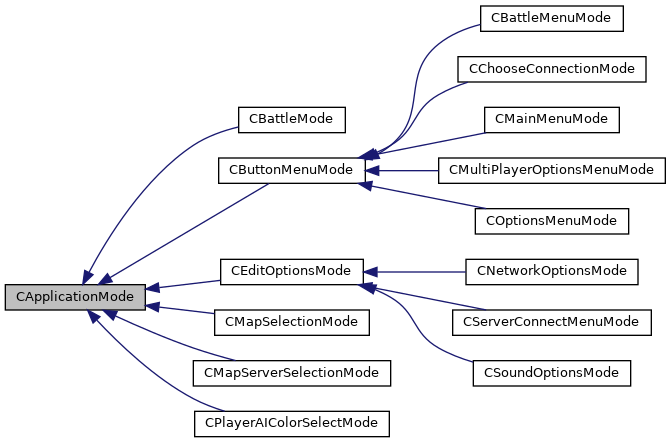 CBattleMenuMode
CChooseConnectionMode
CBattleMode
CMainMenuMode
CButtonMenuMode
CMultiPlayerOptionsMenuMode
COptionsMenuMode
CEditOptionsMode
CNetworkOptionsMode
CApplicationMode
CMapSelectionMode
CServerConnectMenuMode
CMapServerSelectionMode
CSoundOptionsMode
CPlayerAIColorSelectMode